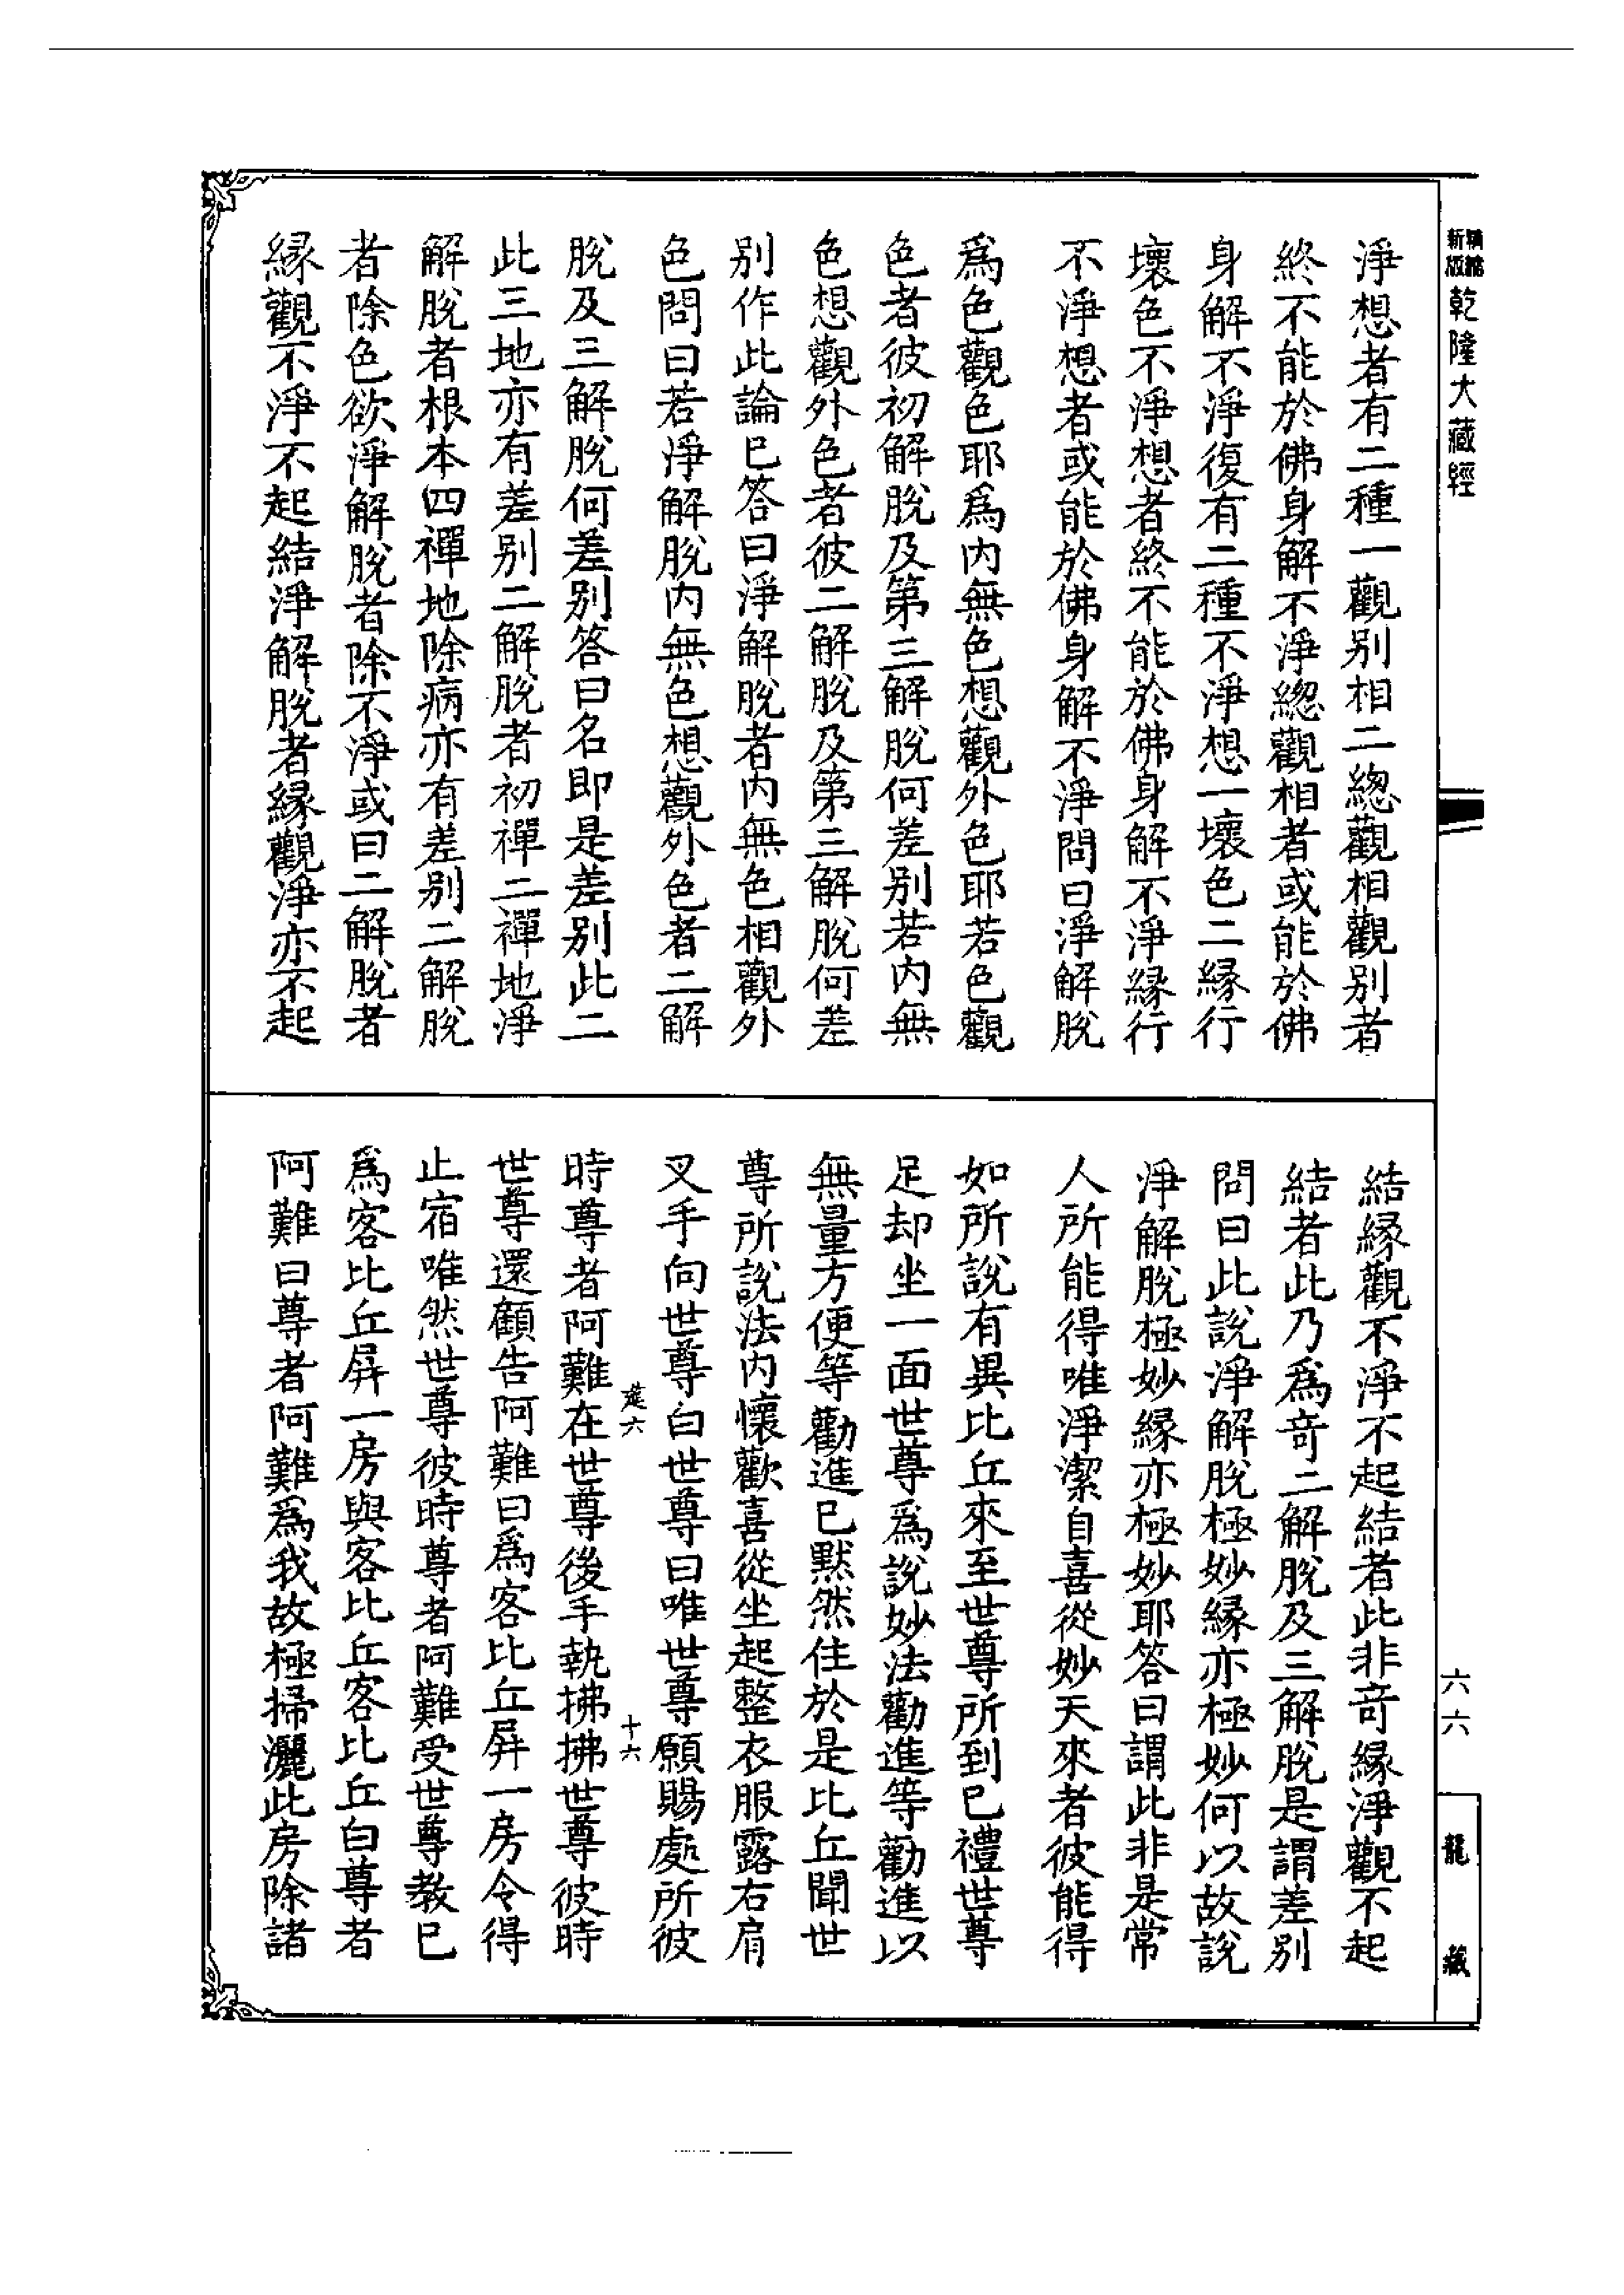 新編縮版 乾隆大藏經
淨想者有二種一觀別相二緫觀相觀別者
終不能於佛身解不淨緫觀相者或能於佛
身解不淨復有二種不淨想一壞色二緣行
壞色不淨想者終不能於佛身解不淨緣行
不淨想者或能於佛身解不淨問曰淨解脫
爲色觀色耶爲內無色想觀外色耶若色觀
色者彼初解脫及第三解脫何差別若內無
色想觀外色者彼二解脫及第三解脫何差
別作此論已答曰淨解脫者內無色相觀外
色問曰若淨解脫內無色想觀外色者二解
脫及三解脫何差別答曰名即是差別此二
此三地亦有差別二解脫者初禪二禪地淨
解脫者根本四禪地除病亦有差別二解脫
者除色欲淨解脫者除不淨或曰二解脫者
緣觀不淨不起結淨解脫者緣觀淨亦不起
結緣觀不淨不起結者此非竒緣淨觀不起
結者此乃爲竒二解脫及三解脫是謂差別
問曰此說淨解脫極妙緣亦極妙何以故說
淨解脫極妙緣亦極妙耶答曰謂此非是常
人所能得唯淨潔自喜從妙天來者彼能得
如所說有異比丘來至世尊所到已禮世尊
足却坐一面世尊爲說妙法勸進等勸進以
無量方便等勸進已默然住於是比丘聞世
尊所說法內懷歡喜從坐起整衣服露右肩
叉手向世尊白世尊曰唯世尊願賜處所彼
時尊者阿難在世尊後手執拂拂世尊彼時
世尊還顧告阿難曰爲客比丘屏一房令得
止宿唯然世尊彼時尊者阿難受世尊教已
爲客比丘屏一房與客比丘客比丘白尊者
阿難曰尊者阿難爲我故極掃灑此房除諸
六 十六
六六
龍藏